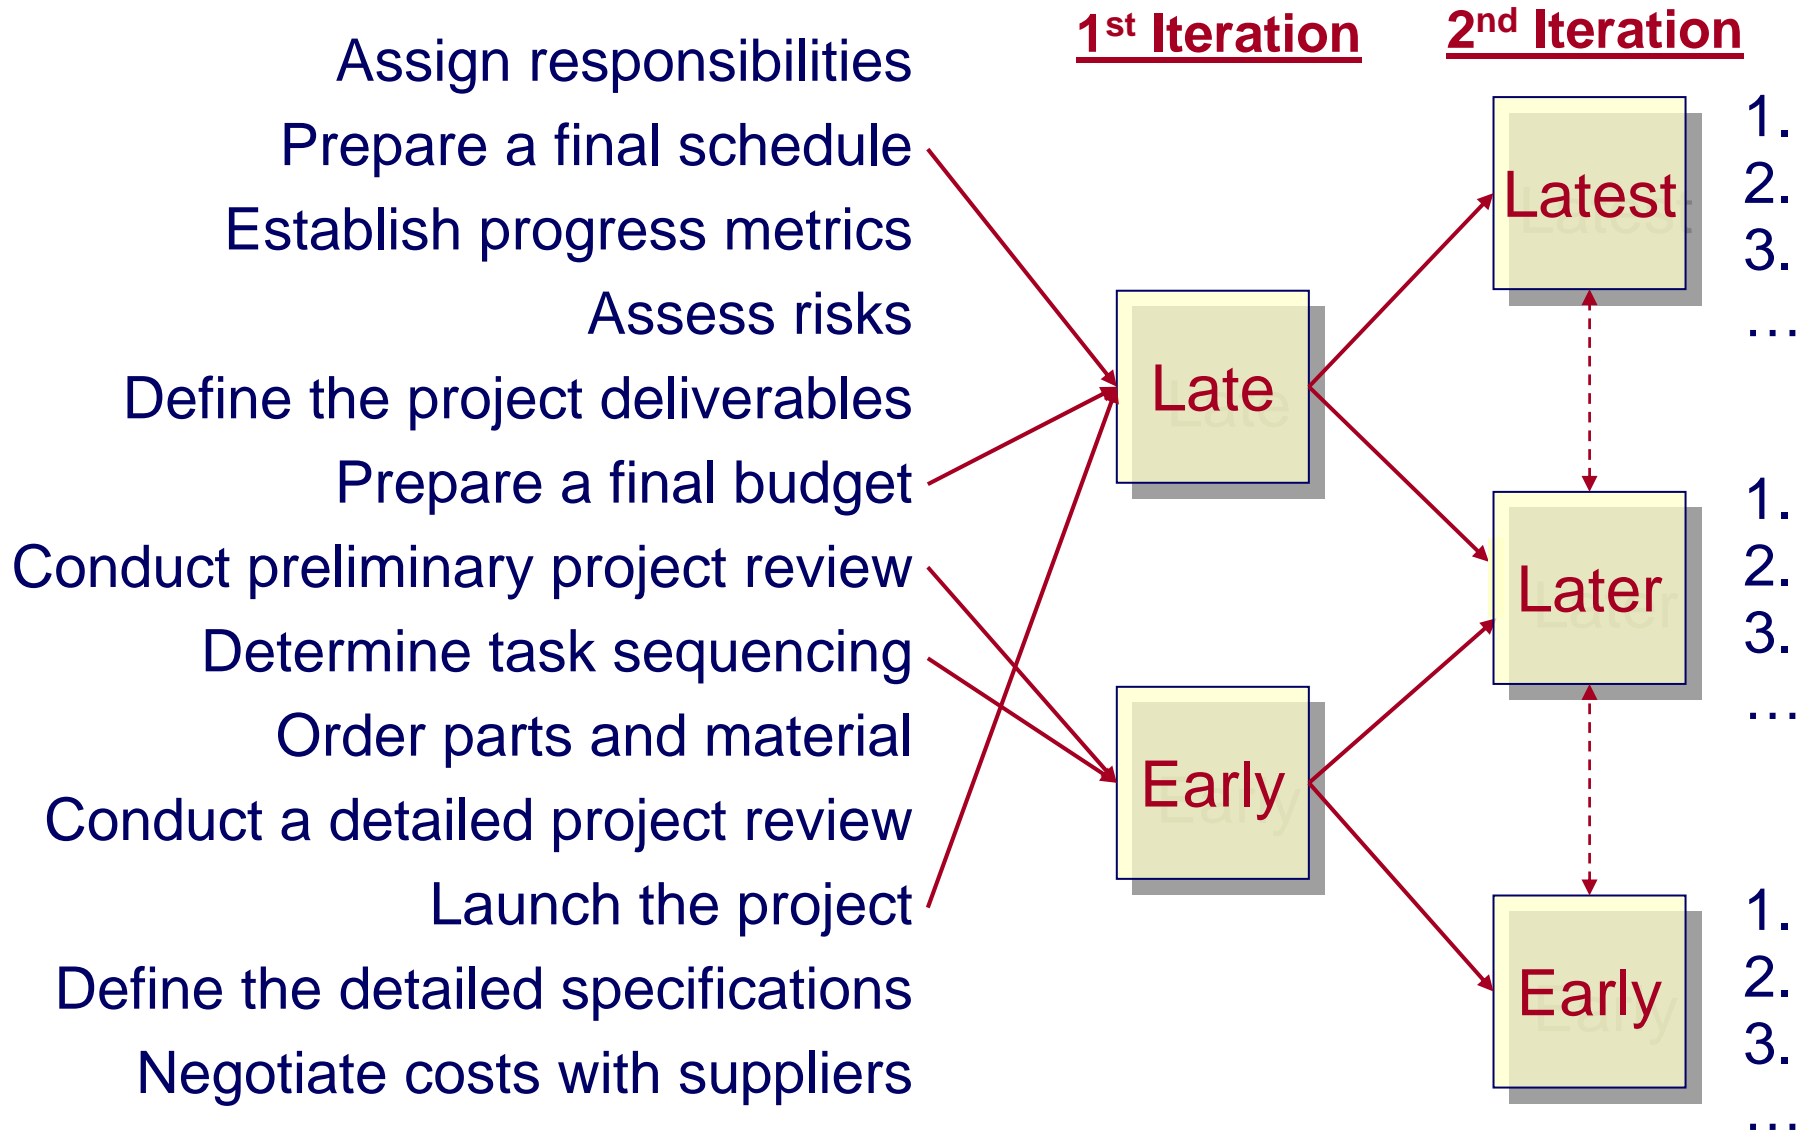 1st Iteration
2nd Iteration
Assign responsibilities
Prepare a final schedule
Establish progress metrics
Assess risks
Define the project deliverables
Prepare a final budget
Conduct preliminary project review
Determine task sequencing
Order parts and material
Conduct a detailed project review
Launch the project
Define the detailed specifications
Negotiate costs with suppliers
Late
Early
Latest
1.
2.
3.
…
Later
1.
2.
3.
…
Early
1.
2.
3.
…